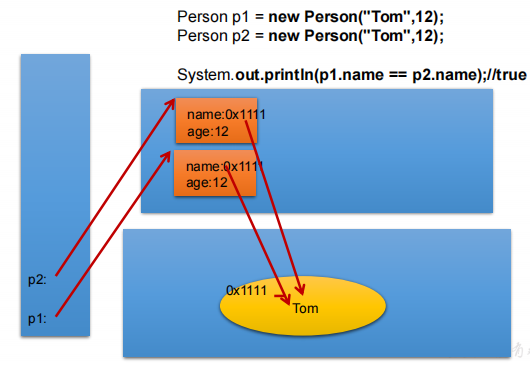 Person p1 = new Person("Tom",12);
Person p2 = new Person("Tom",12);
System.out.println(p1.name == p2.name);//true
name:0x1111
age:12
name:0x1111
age:12
p2:
p1:
0x1111
Tom